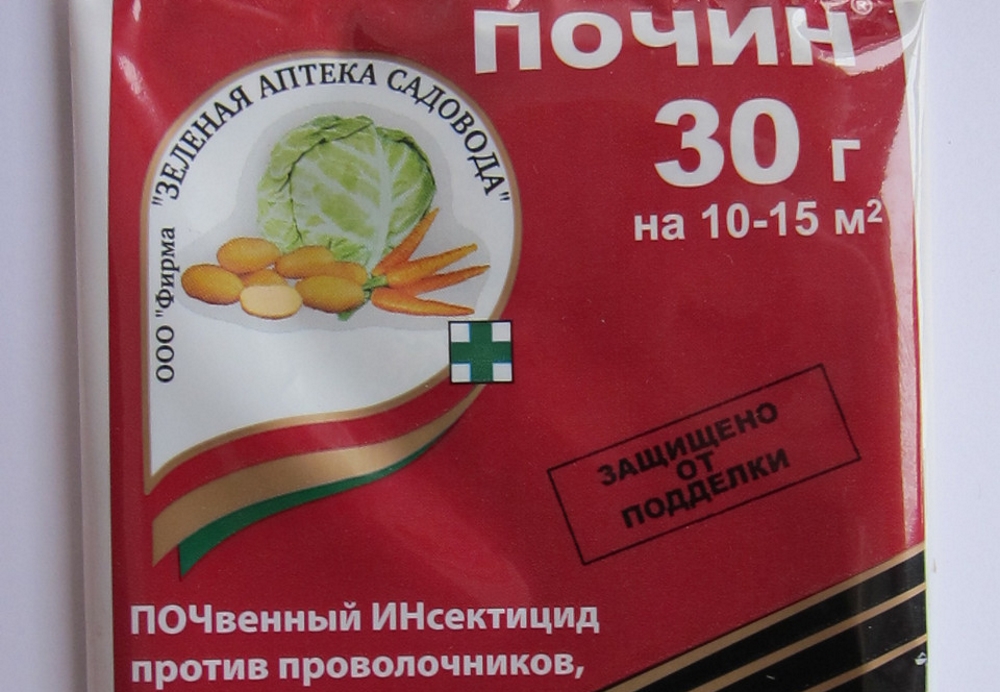 ПОЧИН®
30 г
на 10-15 м²
ООО "Фирма "ЗЕЛЕНАЯ АПТЕКА САДОВОДА"
ЗАЩИЩЕНО
ОТ
ПОДДЕЛКИ
ПОЧвенный ИНсектицид
против проволочников,